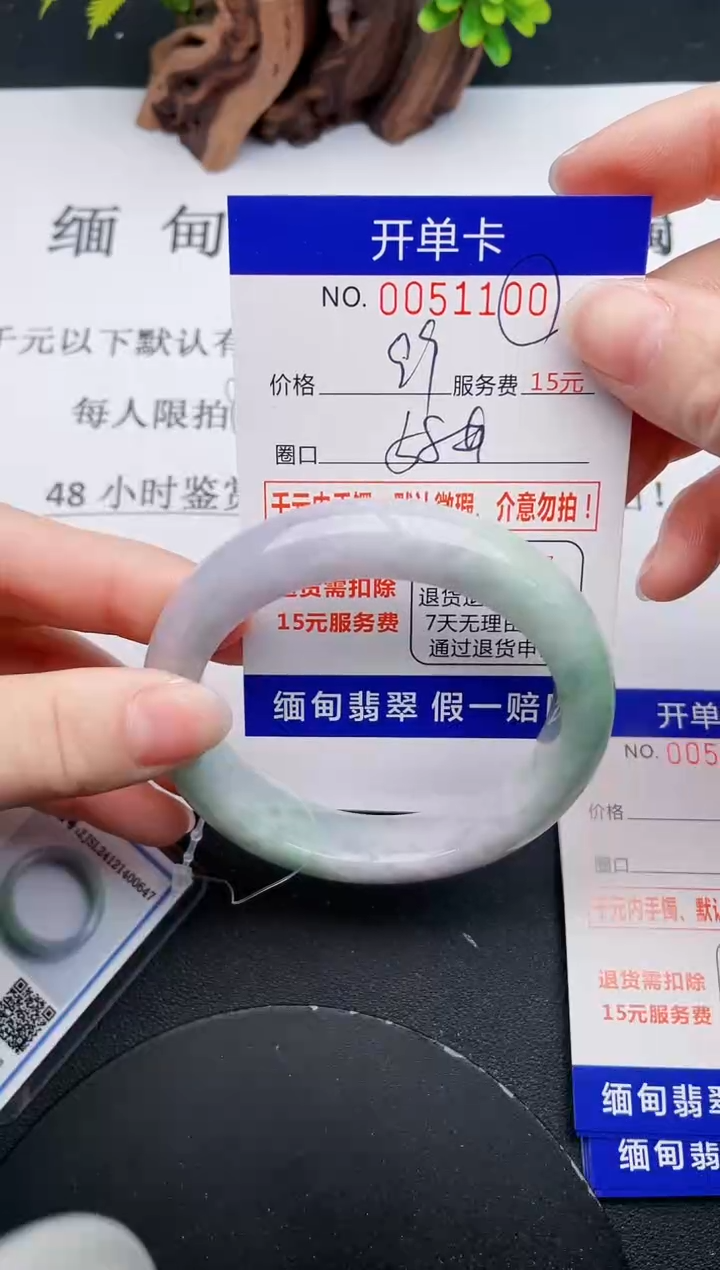 缅甸
开单卡
NO. 0051100
千元以下默认有
价格
服务费 15元
每人限拍
圈口
48 小时鉴赏
千元内手镯、默认微瑕、介意勿拍！
退货需扣除
15元服务费
7天无理由
通过退货申
缅甸翡翠 假一赔
开单
NO. 005
价格
圈口
千元内手镯、默认
退货需扣除
15元服务费
缅甸翡翠
缅甸翡